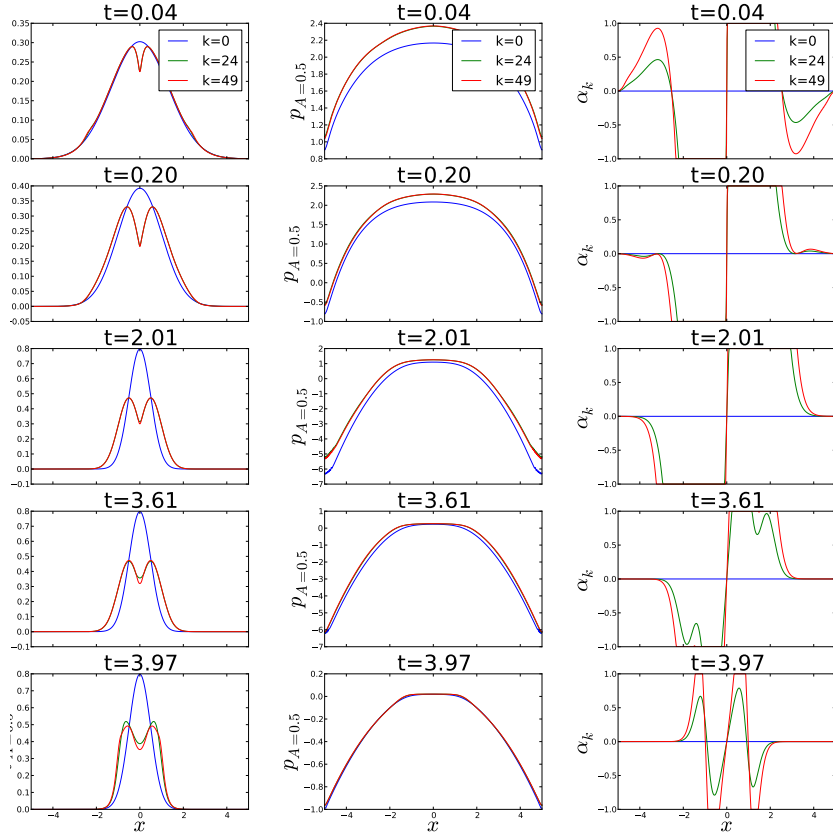 t=0.04 t=0.04 t=0.04
0.35 2.4 1.0
k=0 k=0 k=0
0.30 2.2
k=24 k=24 k=24
0.25 2.0 0.5
k=49 k=49 k=49
0.20 1.8
p_{A=0.5} α_k 0.0
0.15 1.6
0.10 1.4 −0.5
0.05 1.2
1.0
0.00 0.8 −1.0
t=0.20 t=0.20 t=0.20
0.40 2.5 1.0
0.35 2.0
0.30 1.5 0.5
0.25 1.0
0.20 p_{A=0.5} α_k
0.15 0.5 0.0
0.10 0.0
0.05 −0.5 −0.5
0.00
−0.05 −1.0 −1.0
t=2.01 t=2.01 t=2.01
0.8 2 1.0
0.7 1
0.6 0 0.5
0.5 −1
0.4 −2
p_{A=0.5} α_k 0.0
0.3 −3
0.2 −4 −0.5
0.1 −5
0.0 −6
−0.1 −7 −1.0
t=3.61 t=3.61 t=3.61
0.8 1 1.0
0.7 0
0.6 −1 0.5
0.5
0.4 −2
p_{A=0.5} α_k 0.0
0.3 −3
0.2 −4 −0.5
0.1 −5
0.0 −6
−0.1 −7 −1.0
t=3.97 t=3.97 t=3.97
0.8 0.2 1.0
0.7 0.0
0.6 −0.2 0.5
0.5
0.4 p_{A=0.5} −0.4 α_k 0.0
0.3
0.2 −0.6 −0.5
0.1 −0.8
0.0 −1.0 −1.0
−4 −2 0 2 4 −4 −2 0 2 4 −4 −2 0 2 4
x x x